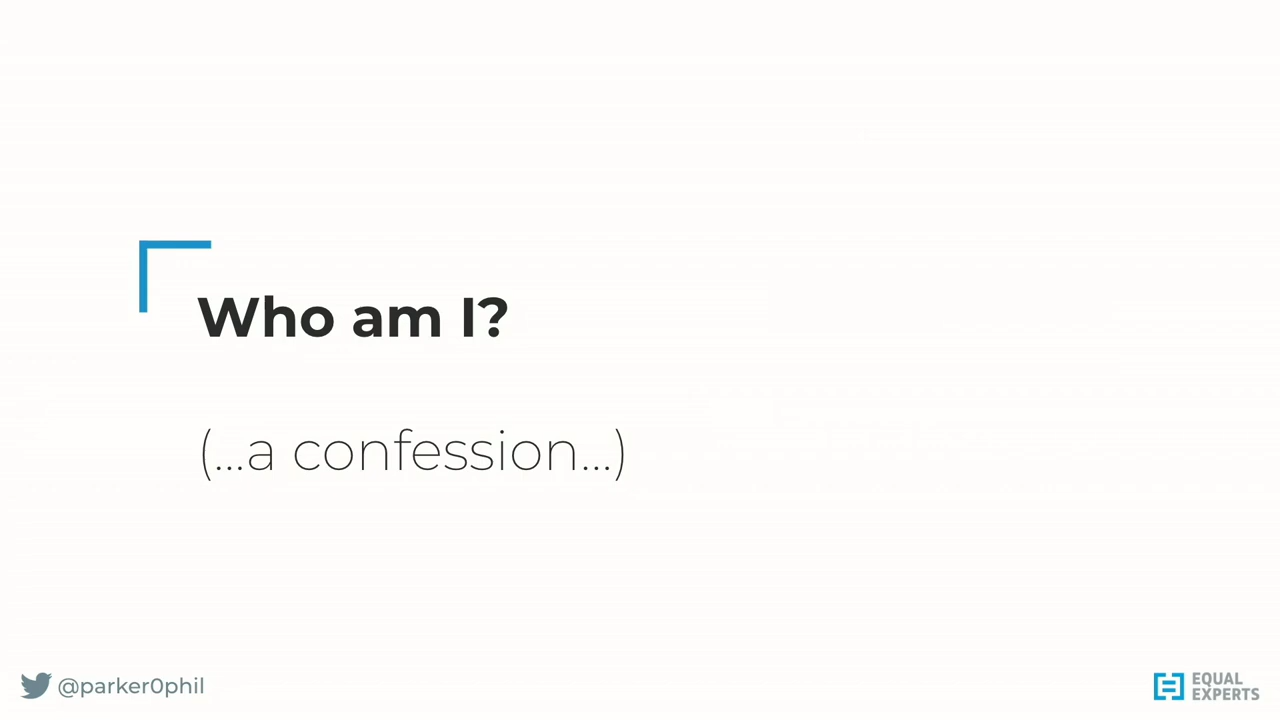 Who am I?
(...a confession...)
@parker0phil
EQUAL
EXPERTS